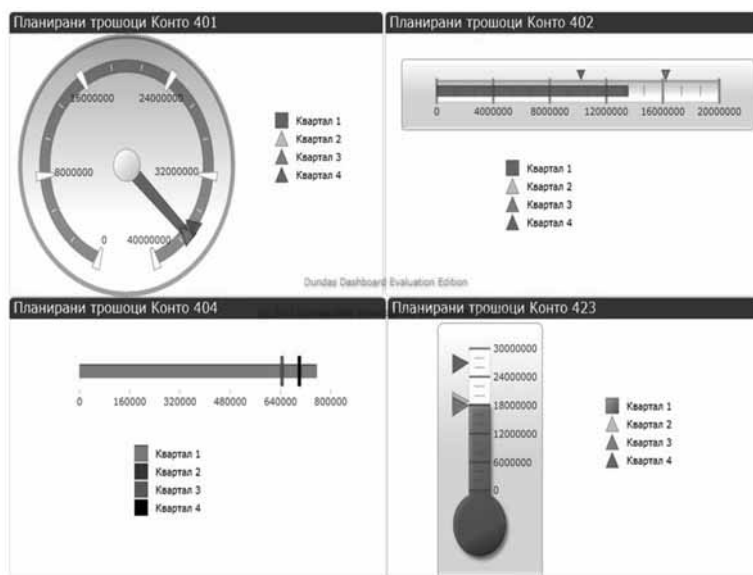 Планирани трошоци Конто 401
16000000 24000000
8000000 32000000
0 40000000
Квартал 1
Квартал 2
Квартал 3
Квартал 4
Планирани трошоци Конто 402
0 4000000 8000000 12000000 16000000 20000000
Квартал 1
Квартал 2
Квартал 3
Квартал 4
Dundas Dashboard Evaluation Edition
Планирани трошоци Конто 404
0 160000 320000 480000 640000 800000
Квартал 1
Квартал 2
Квартал 3
Квартал 4
Планирани трошоци Конто 423
30000000
24000000
18000000
12000000
6000000
0
Квартал 1
Квартал 2
Квартал 3
Квартал 4